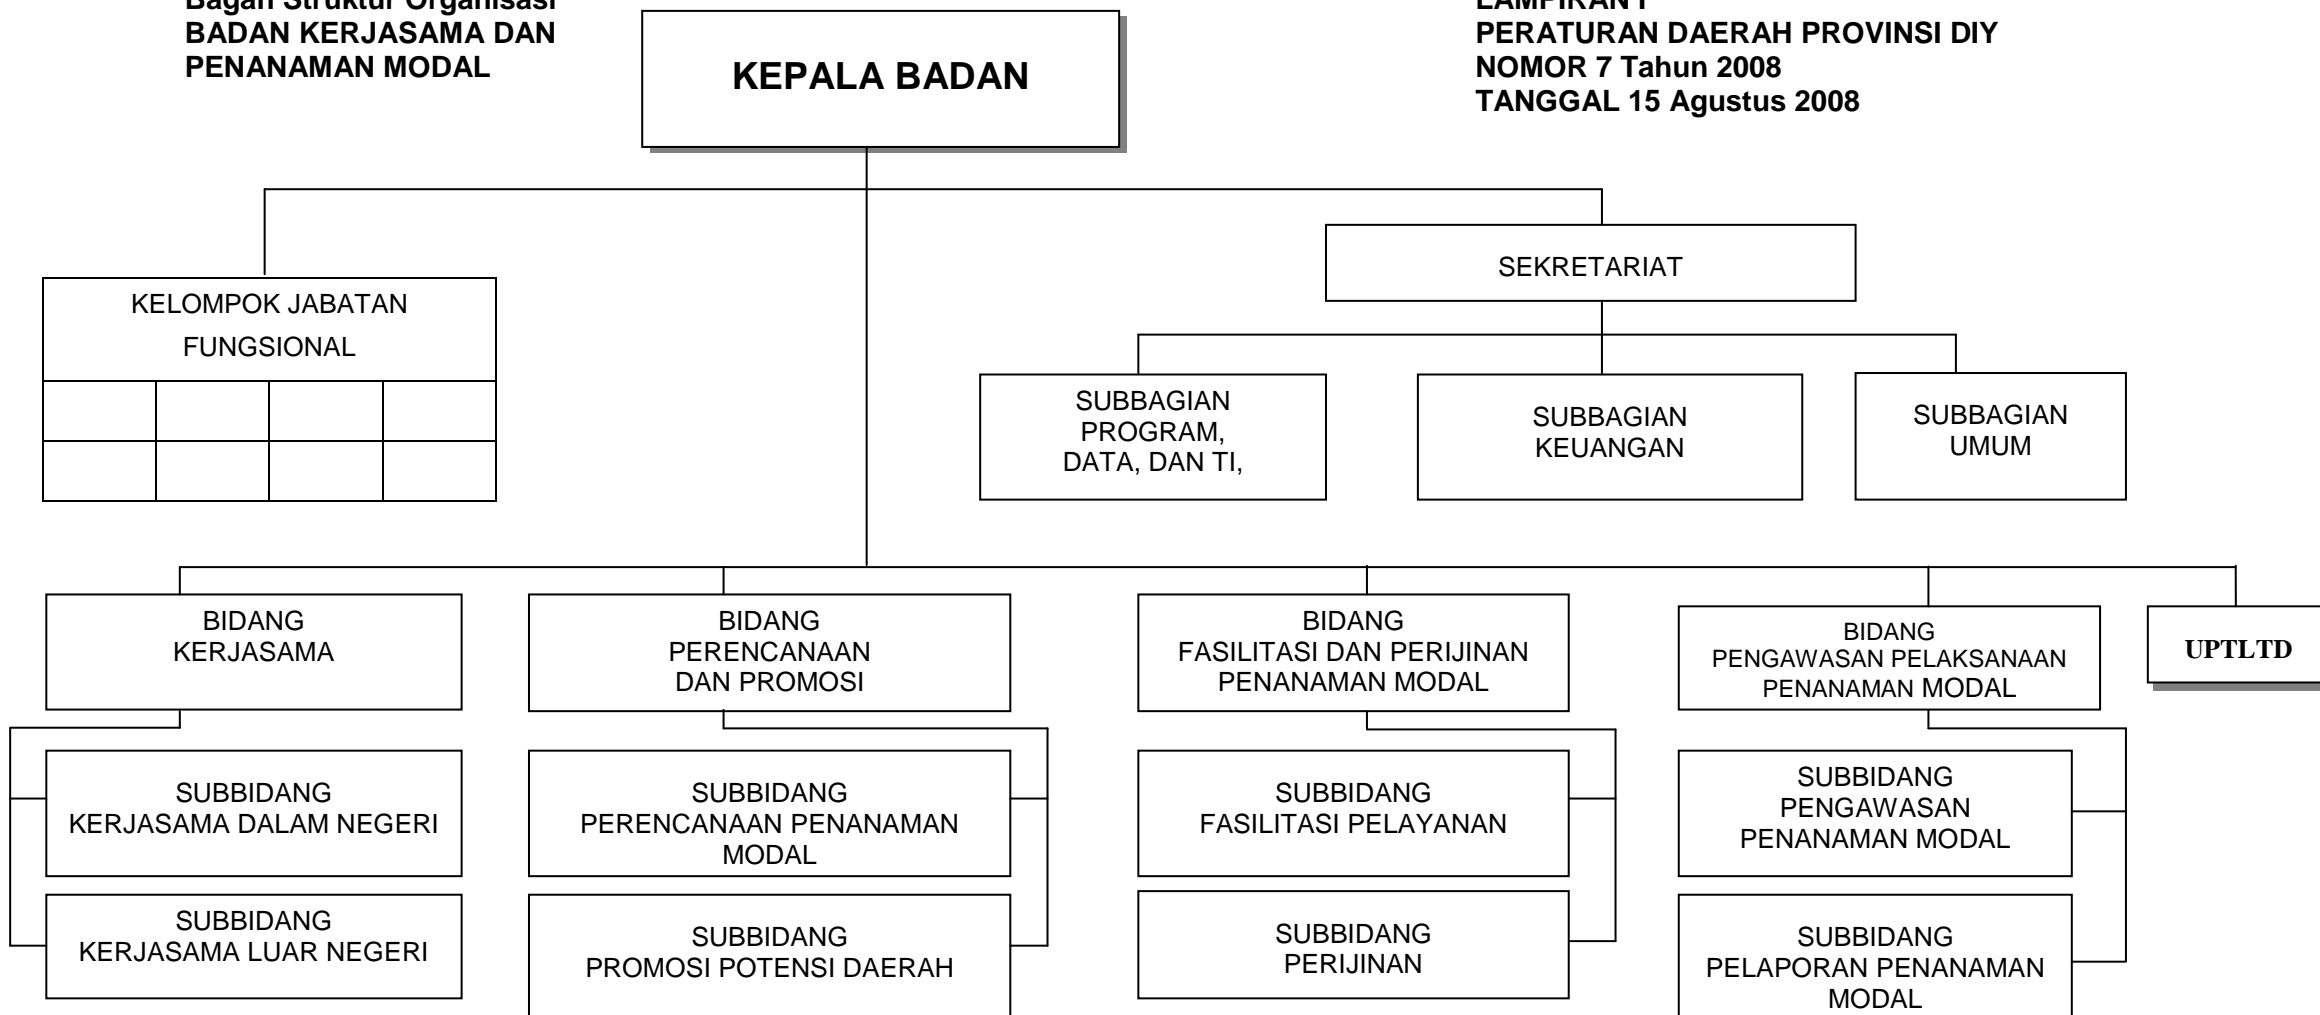 Bagan Struktur Organisasi
BADAN KERJASAMA DAN
PENANAMAN MODAL
LAMPIRAN I
PERATURAN DAERAH PROVINSI DIY
NOMOR 7 Tahun 2008
TANGGAL 15 Agustus 2008
KEPALA BADAN
SEKRETARIAT
KELOMPOK JABATAN
FUNGSIONAL
SUBBAGIAN
PROGRAM,
DATA, DAN TI,
SUBBAGIAN
KEUANGAN
SUBBAGIAN
UMUM
BIDANG
KERJASAMA
BIDANG
PERENCANAAN
DAN PROMOSI
BIDANG
FASILITASI DAN PERIJINAN
PENANAMAN MODAL
BIDANG
PENGAWASAN PELAKSANAAN
PENANAMAN MODAL
UPTLTD
SUBBIDANG
KERJASAMA DALAM NEGERI
SUBBIDANG
PERENCANAAN PENANAMAN
MODAL
SUBBIDANG
FASILITASI PELAYANAN
SUBBIDANG
PENGAWASAN
PENANAMAN MODAL
SUBBIDANG
KERJASAMA LUAR NEGERI
SUBBIDANG
PROMOSI POTENSI DAERAH
SUBBIDANG
PERIJINAN
SUBBIDANG
PELAPORAN PENANAMAN
MODAL